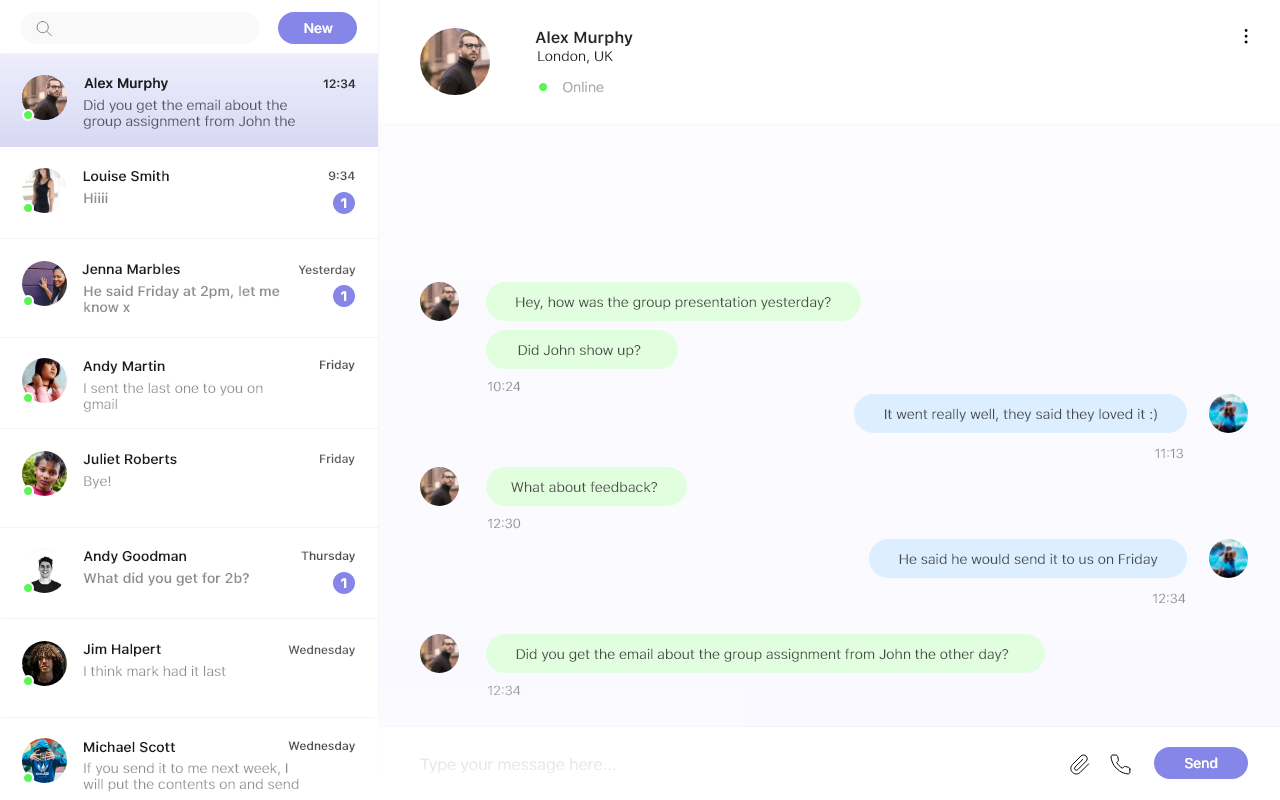 New
Alex Murphy
12:34
Did you get the email about the
group assignment from John the
Louise Smith
9:34
Hiiii
1
Jenna Marbles
Yesterday
He said Friday at 2pm, let me
know x
1
Andy Martin
Friday
I sent the last one to you on
gmail
Juliet Roberts
Friday
Bye!
Andy Goodman
Thursday
What did you get for 2b?
1
Jim Halpert
Wednesday
I think mark had it last
Michael Scott
Wednesday
If you send it to me next week, I
will put the contents on and send
Alex Murphy
London, UK
Online
Hey, how was the group presentation yesterday?
Did John show up?
10:24
It went really well, they said they loved it :)
11:13
What about feedback?
12:30
He said he would send it to us on Friday
12:34
Did you get the email about the group assignment from John the other day?
12:34
Type your message here...
Send